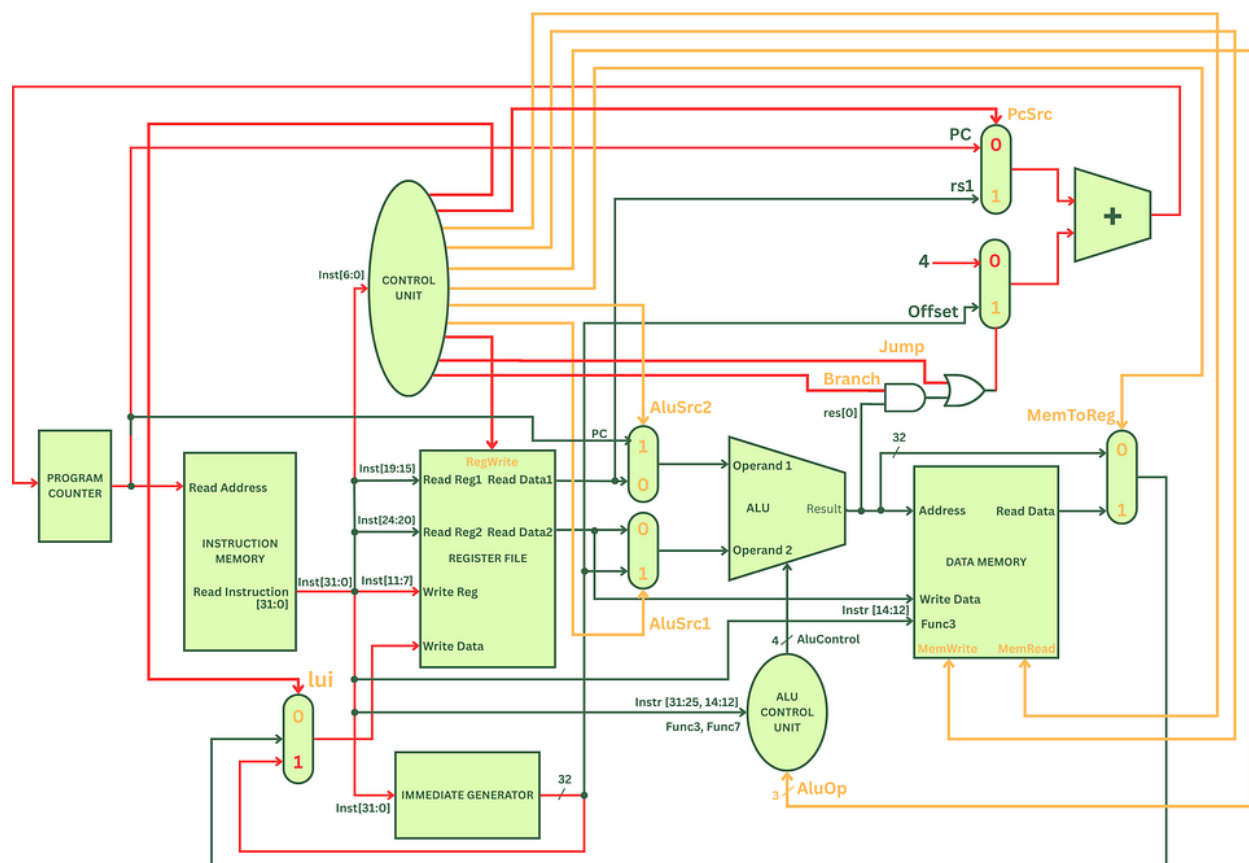 PcSrc
PC
0
rs1
1
+
Inst[6:0]
CONTROL
UNIT
4
0
Offset
1
Jump
Branch
AluSrc2
res[0]
MemToReg
PC
1
32
0
PROGRAM
COUNTER
Read Address
INSTRUCTION
MEMORY
Read Instruction
[31:0]
Inst[31:0]
Inst[19:15]
Inst[24:20]
Inst[11:7]
RegWrite
Read Reg1
Read Data1
Read Reg2
Read Data2
REGISTER FILE
Write Reg
Write Data
0
0
1
AluSrc1
Operand 1
ALU
Result
Operand 2
4
AluControl
Address
Read Data
DATA MEMORY
Write Data
Instr [14:12]
Func3
MemWrite
MemRead
1
lui
0
1
Instr [31:25, 14:12]
Func3, Func7
ALU
CONTROL
UNIT
Inst[31:0]
IMMEDIATE GENERATOR
32
3
AluOp